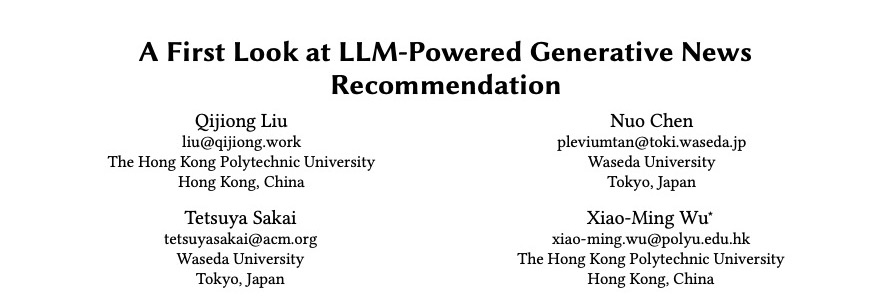 A First Look at LLM-Powered Generative News
Recommendation
Qijiong Liu
liu@qijiong.work
The Hong Kong Polytechnic University
Hong Kong, China
Nuo Chen
pleviumtan@toki.waseda.jp
Waseda University
Tokyo, Japan
Tetsuya Sakai
tetsuyasakai@acm.org
Waseda University
Tokyo, Japan
Xiao-Ming Wu*
xiao-ming.wu@polyu.edu.hk
The Hong Kong Polytechnic University
Hong Kong, China